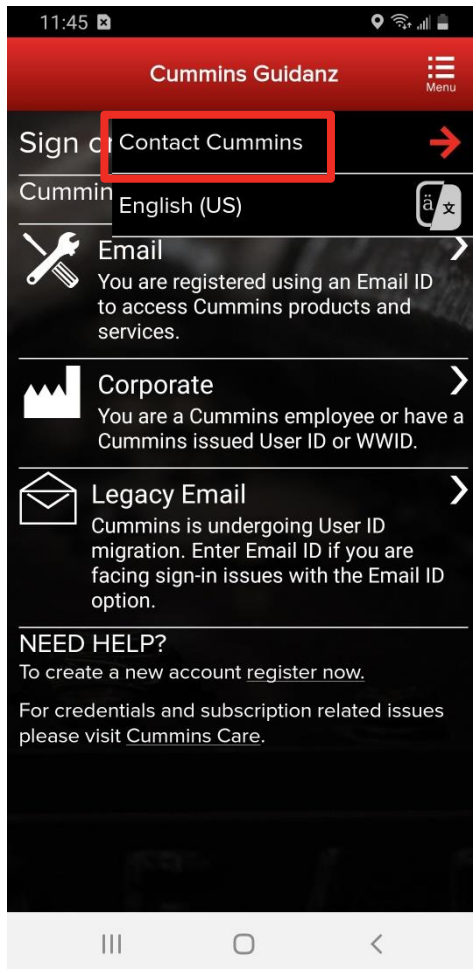 11:45
Cummins Guidanz
Menu
Sign o
Contact Cummins
Cummin
English (US)
ä 文
Email
You are registered using an Email ID
to access Cummins products and
services.
Corporate
You are a Cummins employee or have a
Cummins issued User ID or WWID.
Legacy Email
Cummins is undergoing User ID
migration. Enter Email ID if you are
facing sign-in issues with the Email ID
option.
NEED HELP?
To create a new account register now.
For credentials and subscription related issues
please visit Cummins Care.